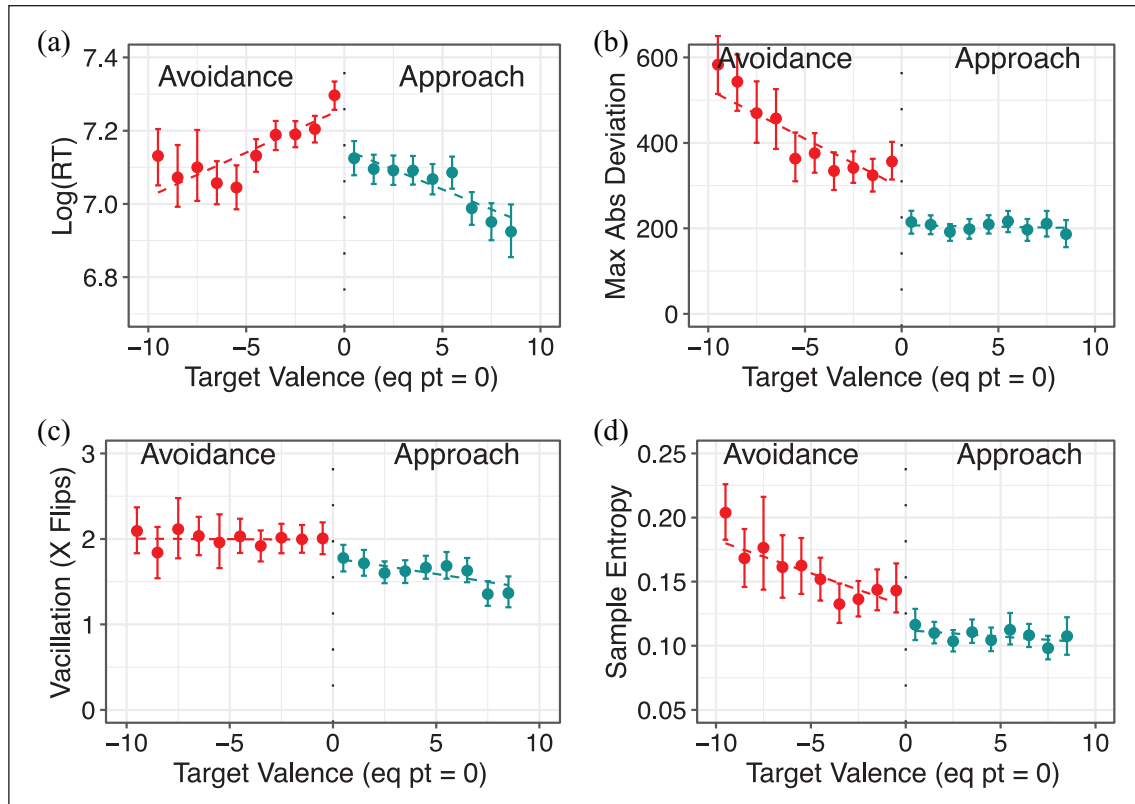 (a)
Avoidance Approach
Log(RT)
7.4
7.2
7.0
6.8
−10 −5 0 5 10
Target Valence (eq pt = 0)
(b)
Avoidance Approach
Max Abs Deviation
600
400
200
0
−10 −5 0 5 10
Target Valence (eq pt = 0)
(c)
Avoidance Approach
Vacillation (X Flips)
3
2
1
0
−10 −5 0 5 10
Target Valence (eq pt = 0)
(d)
Avoidance Approach
Sample Entropy
0.25
0.20
0.15
0.10
0.05
−10 −5 0 5 10
Target Valence (eq pt = 0)